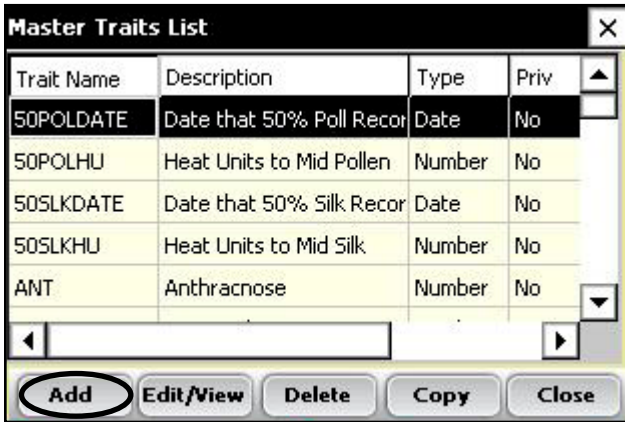 Master Traits List
Trait Name Description Type Priv
50POLDATE Date that 50% Poll Recor Date No
50POLHU Heat Units to Mid Pollen Number No
50SLKDATE Date that 50% Silk Recor Date No
50SLKHU Heat Units to Mid Silk Number No
ANT Anthracnose Number No
Add Edit/View Delete Copy Close